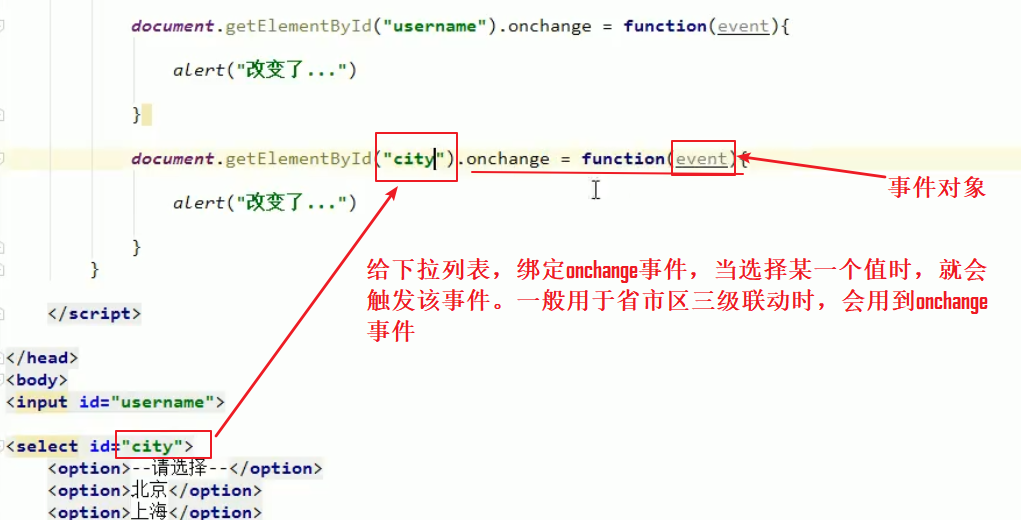 document.getElementById("username").onchange = function(event){
alert("改变了...")
}
document.getElementById("city").onchange = function(event){
事件对象
alert("改变了...")
}
}
给下拉列表，绑定onchange事件，当选择某一个值时，就会
触发该事件。一般用于省市区三级联动时，会用到onchange
事件
</script>
</head>
<body>
<input id="username">
<select id="city">
<option>--请选择--</option>
<option>北京</option>
<option>上海</option>